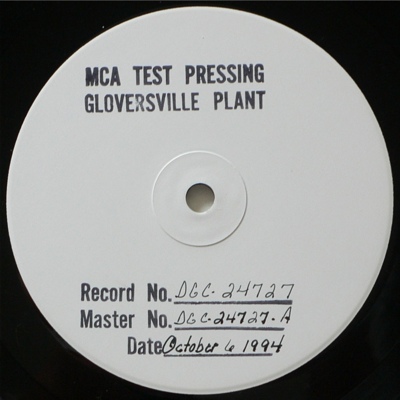 MCA TEST PRESSING
GLOVERSVILLE PLANT
Record No. DGC-24727
Master No. DGC-24727-A
Date October 6 1994